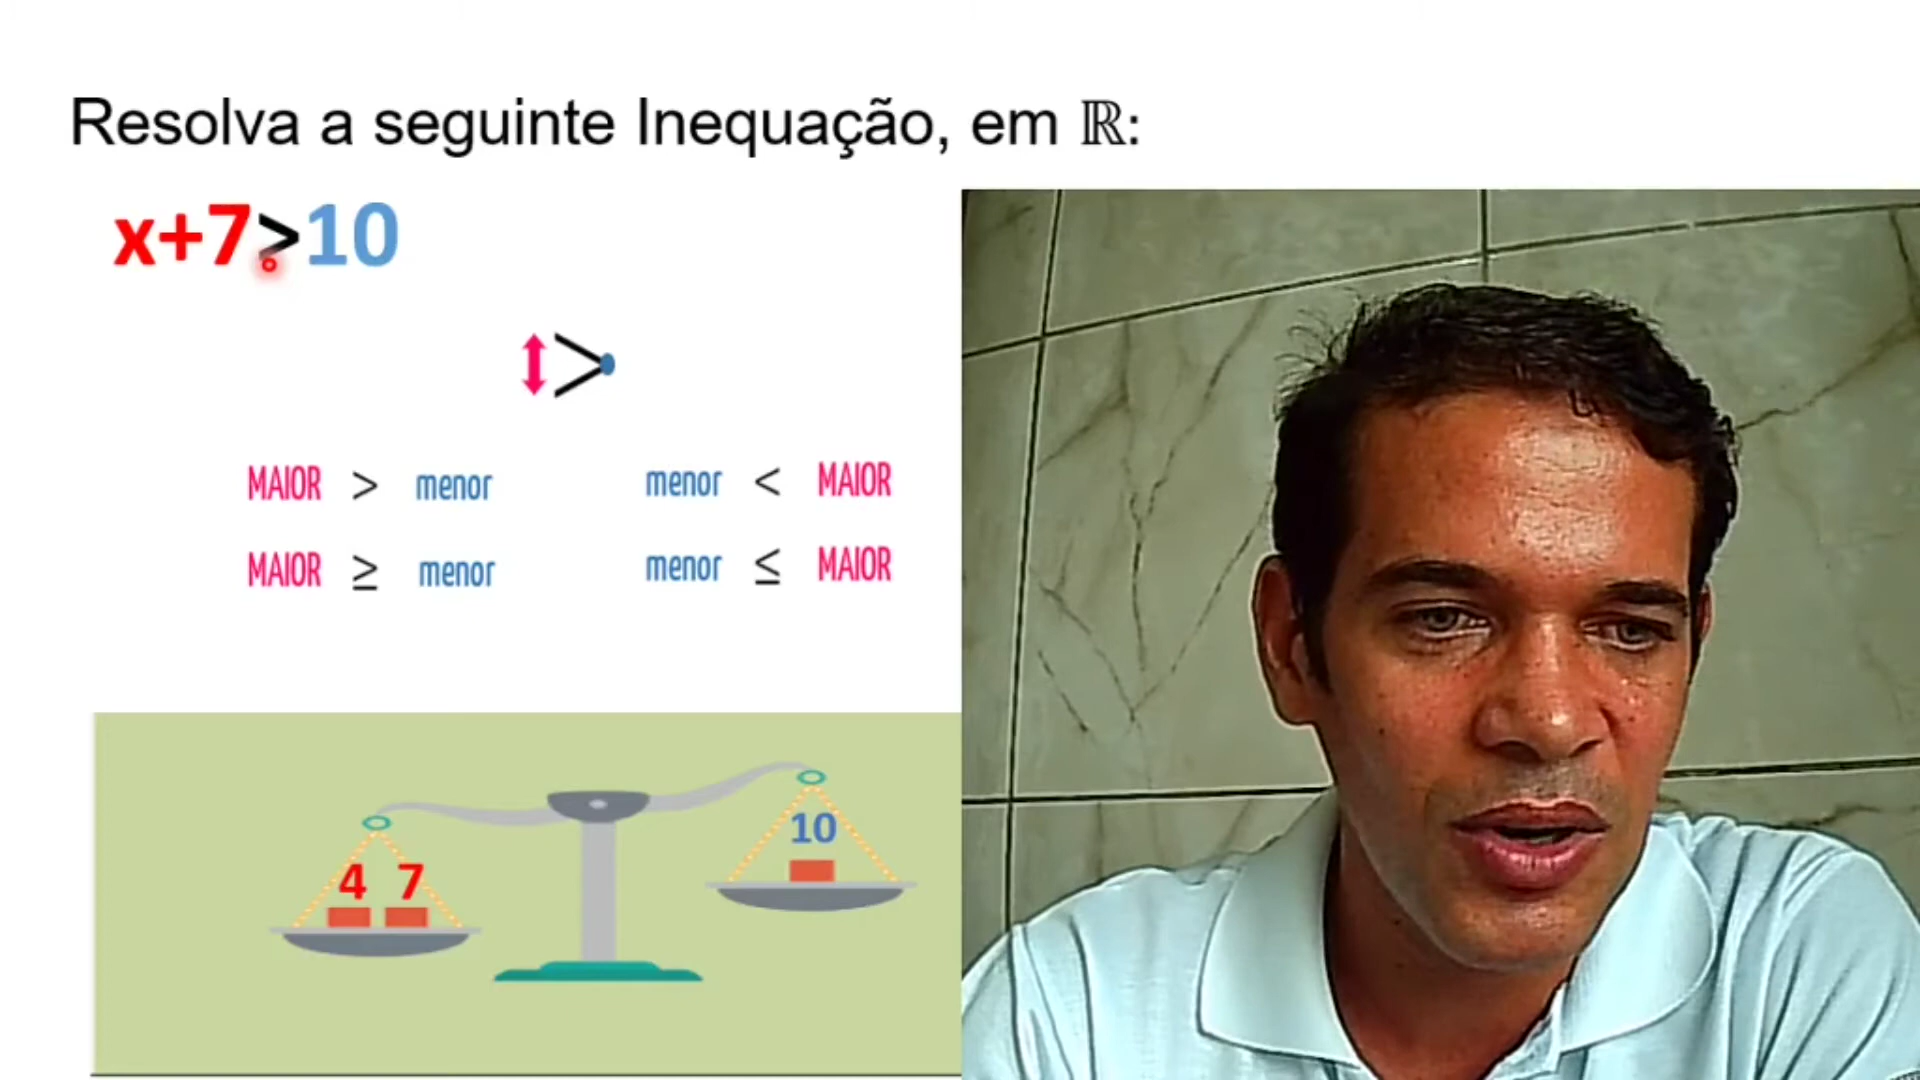 Resolva a seguinte Inequação, em ℝ:
x+7>10
>
MAIOR > menor
menor < MAIOR
MAIOR ≥ menor
menor ≤ MAIOR
10
4 7